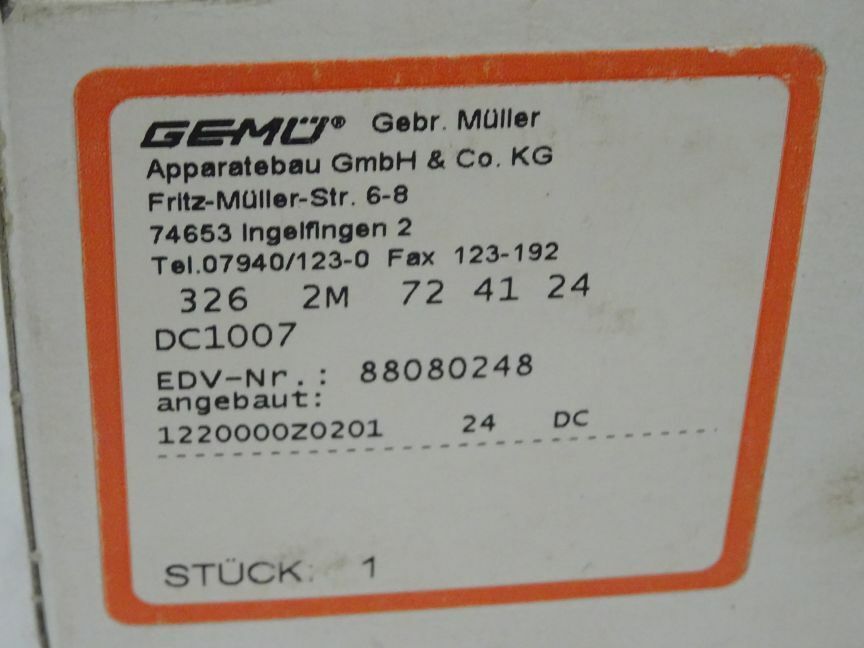 GEMÜ® Gebr. Müller
Apparatebau GmbH & Co. KG
Fritz-Müller-Str. 6-8
74653 Ingelfingen 2
Tel.07940/123-0 Fax 123-192
326 2M 72 41 24
DC1007
EDV-Nr.: 88080248
angebaut:
1220000Z0201 24 DC
STÜCK: 1